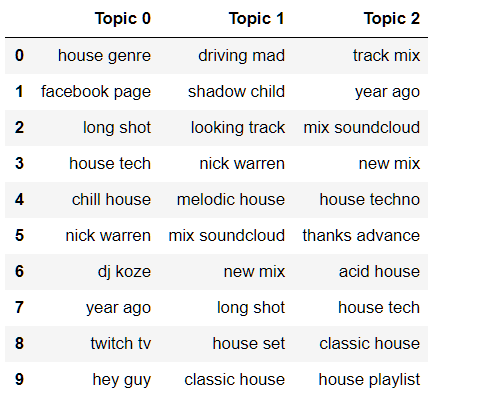 Topic 0 Topic 1 Topic 2
0 house genre driving mad track mix
1 facebook page shadow child year ago
2 long shot looking track mix soundcloud
3 house tech nick warren new mix
4 chill house melodic house house techno
5 nick warren mix soundcloud thanks advance
6 dj koze new mix acid house
7 year ago long shot house tech
8 twitch tv house set classic house
9 hey guy classic house house playlist